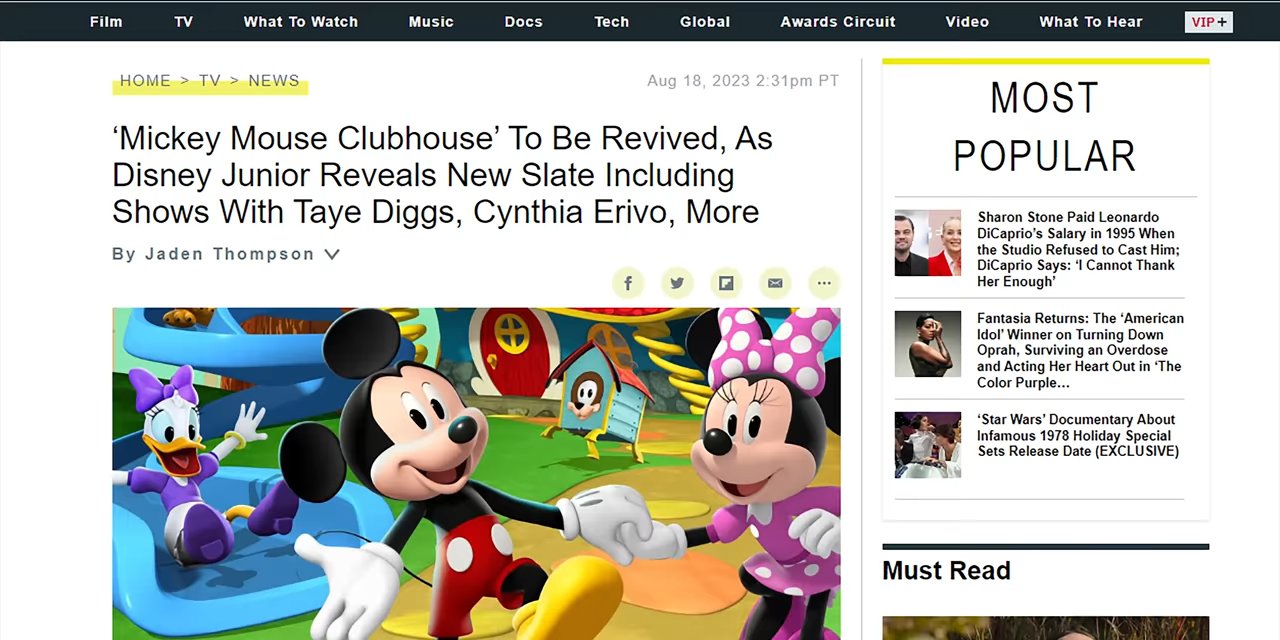 Film TV What To Watch Music Docs Tech Global Awards Circuit Video What To Hear VIP+
HOME > TV > NEWS
Aug 18, 2023 2:31pm PT
‘Mickey Mouse Clubhouse’ To Be Revived, As
Disney Junior Reveals New Slate Including
Shows With Taye Diggs, Cynthia Erivo, More
By Jaden Thompson
MOST
POPULAR
Sharon Stone Paid Leonardo
DiCaprio’s Salary in 1995 When
the Studio Refused to Cast Him;
DiCaprio Says: ‘I Cannot Thank
Her Enough’
Fantasia Returns: The ‘American
Idol’ Winner on Turning Down
Oprah, Surviving an Overdose
and Acting Her Heart Out in ‘The
Color Purple…
‘Star Wars’ Documentary About
Infamous 1978 Holiday Special
Sets Release Date (EXCLUSIVE)
Must Read